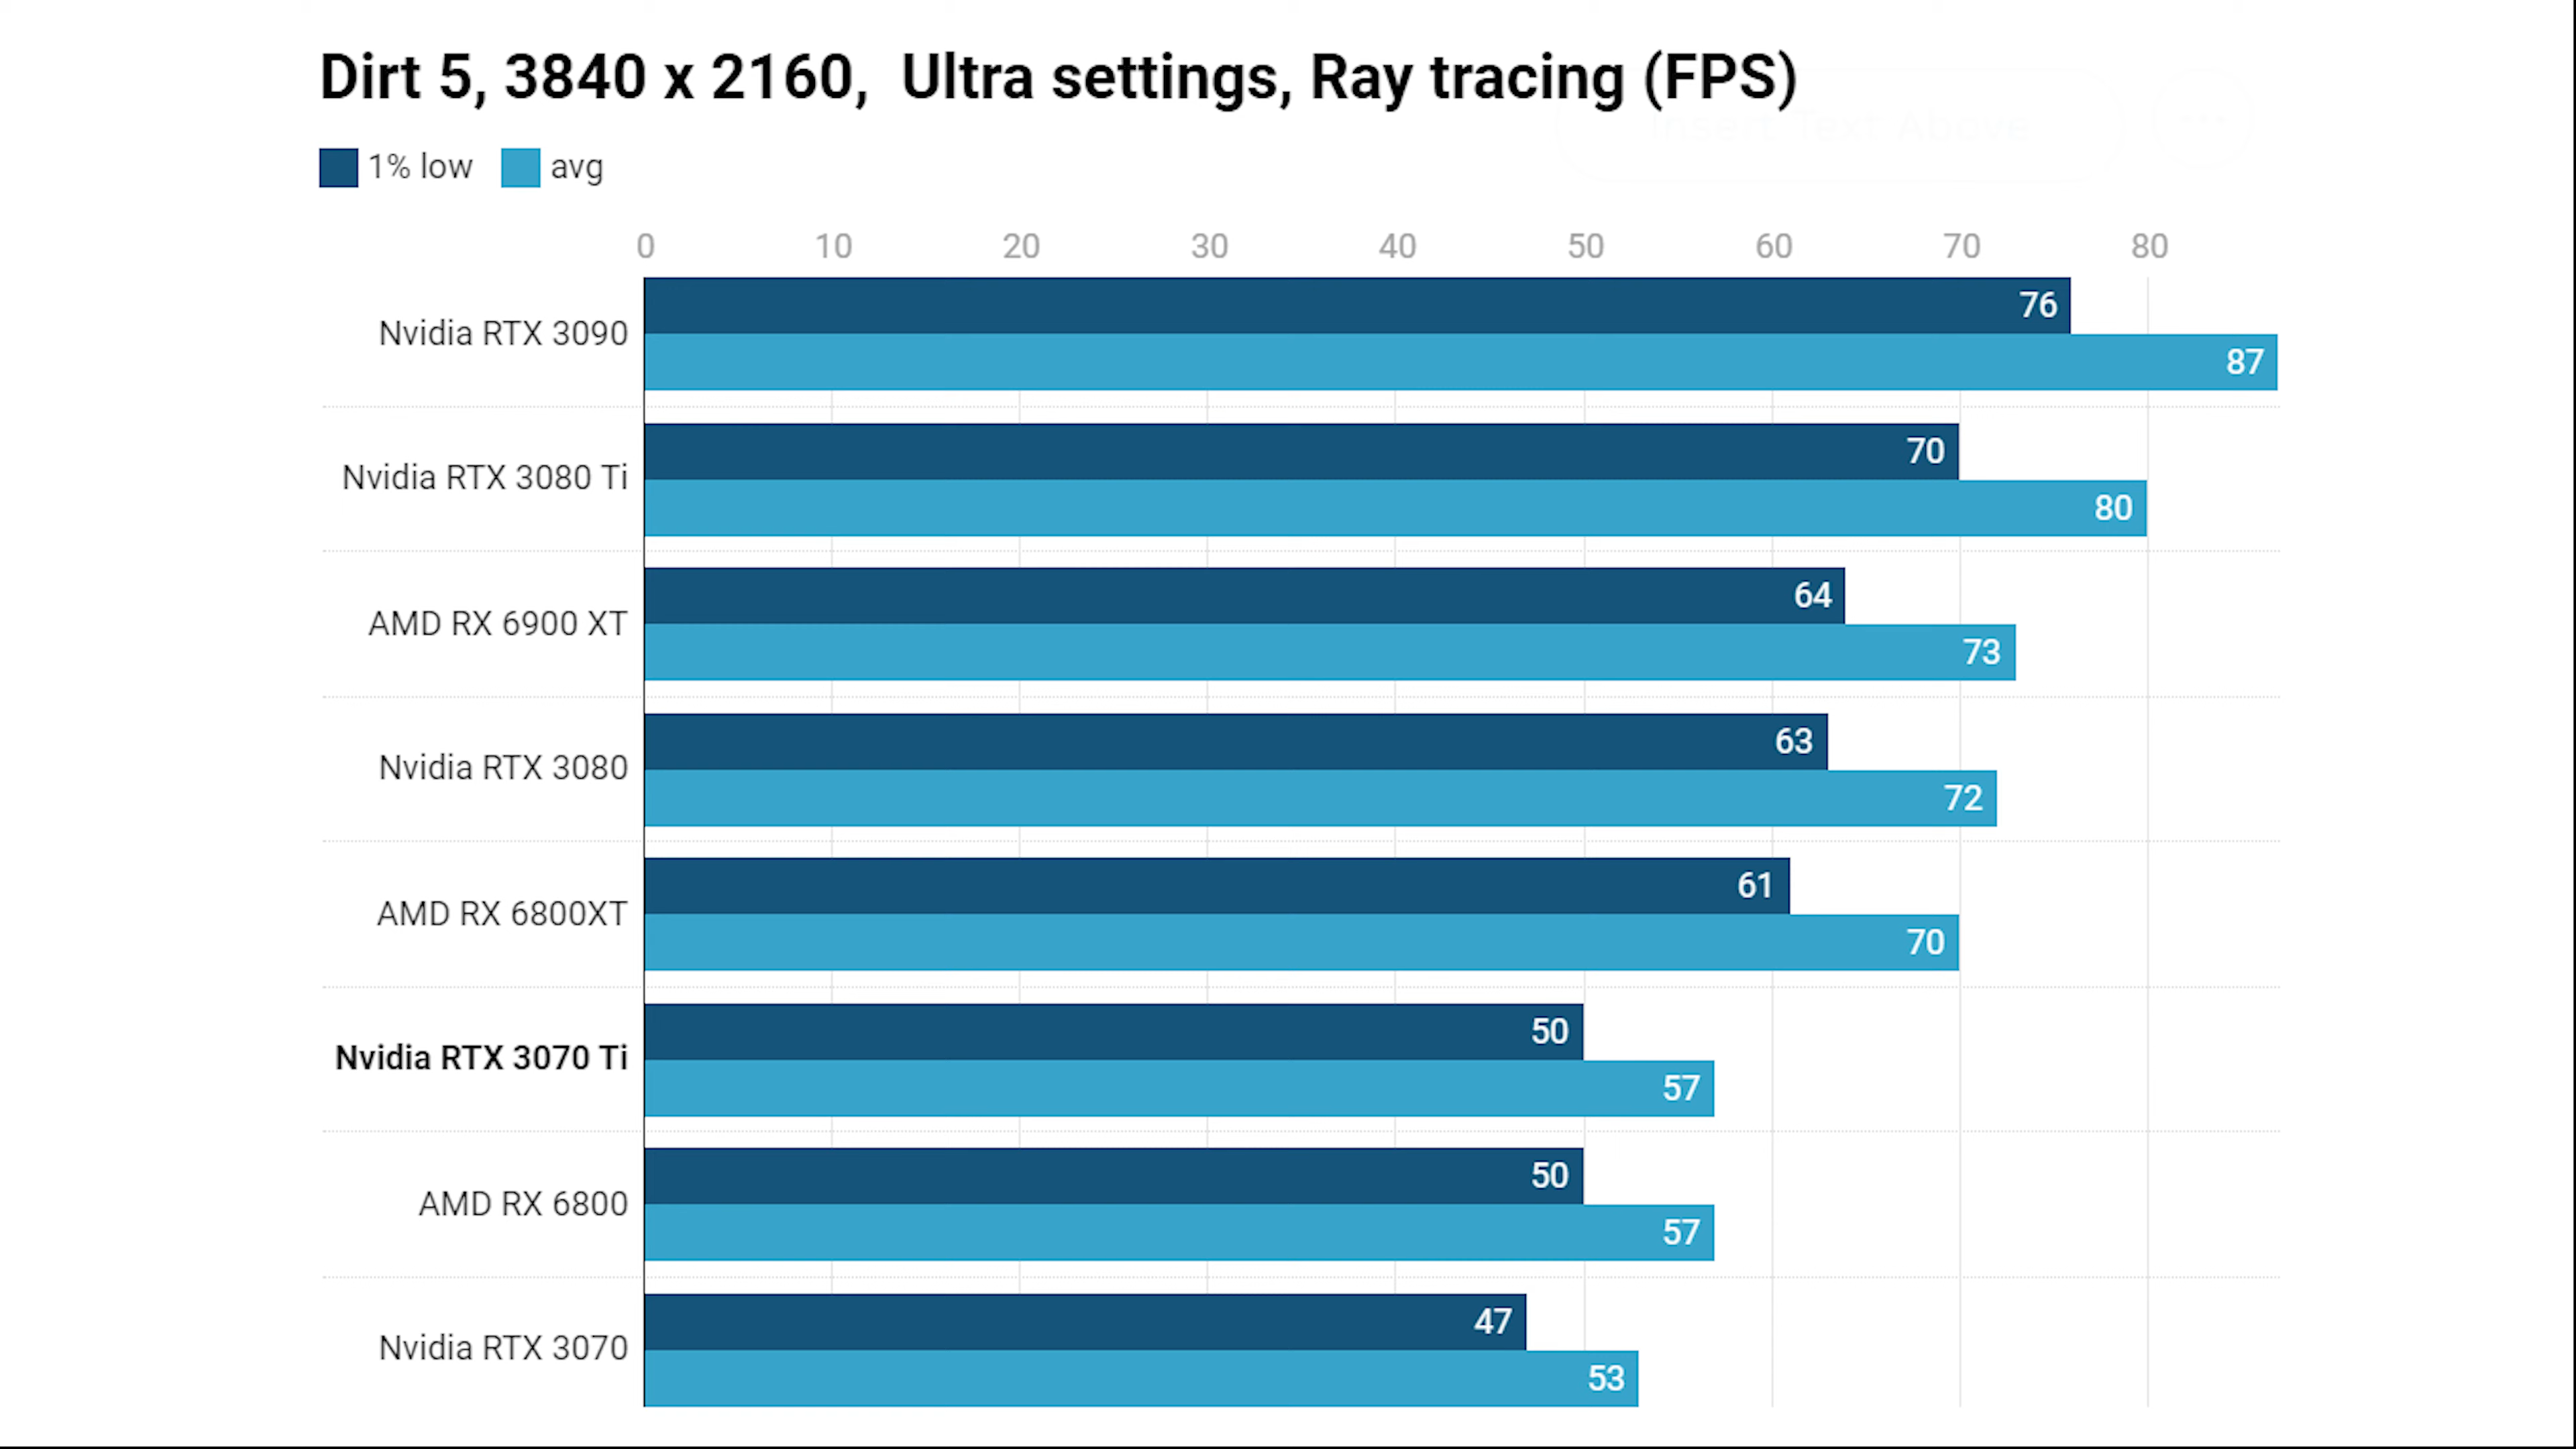 Dirt 5, 3840 x 2160, Ultra settings, Ray tracing (FPS)
Insert Text Above
1% low avg
0 10 20 30 40 50 60 70 80
76
Nvidia RTX 3090
87
70
Nvidia RTX 3080 Ti
80
64
AMD RX 6900 XT
73
63
Nvidia RTX 3080
72
61
AMD RX 6800XT
70
50
Nvidia RTX 3070 Ti
57
50
AMD RX 6800
57
47
Nvidia RTX 3070
53